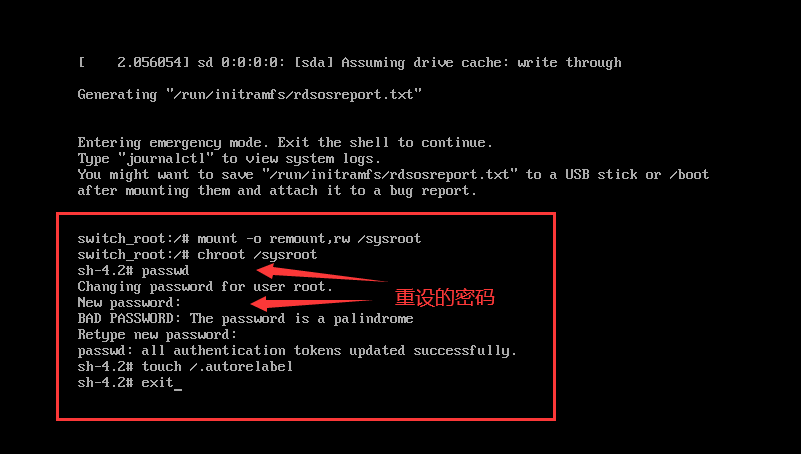 [    2.056054] sd 0:0:0:0: [sda] Assuming drive cache: write through
Generating "/run/initramfs/rdsosreport.txt"
Entering emergency mode. Exit the shell to continue.
Type "journalctl" to view system logs.
You might want to save "/run/initramfs/rdsosreport.txt" to a USB stick or /boot
after mounting them and attach it to a bug report.
switch_root:/# mount -o remount,rw /sysroot
switch_root:/# chroot /sysroot
sh-4.2# passwd
Changing password for user root.
New password:
重设的密码
BAD PASSWORD: The password is a palindrome
Retype new password:
passwd: all authentication tokens updated successfully.
sh-4.2# touch /.autorelabel
sh-4.2# exit_